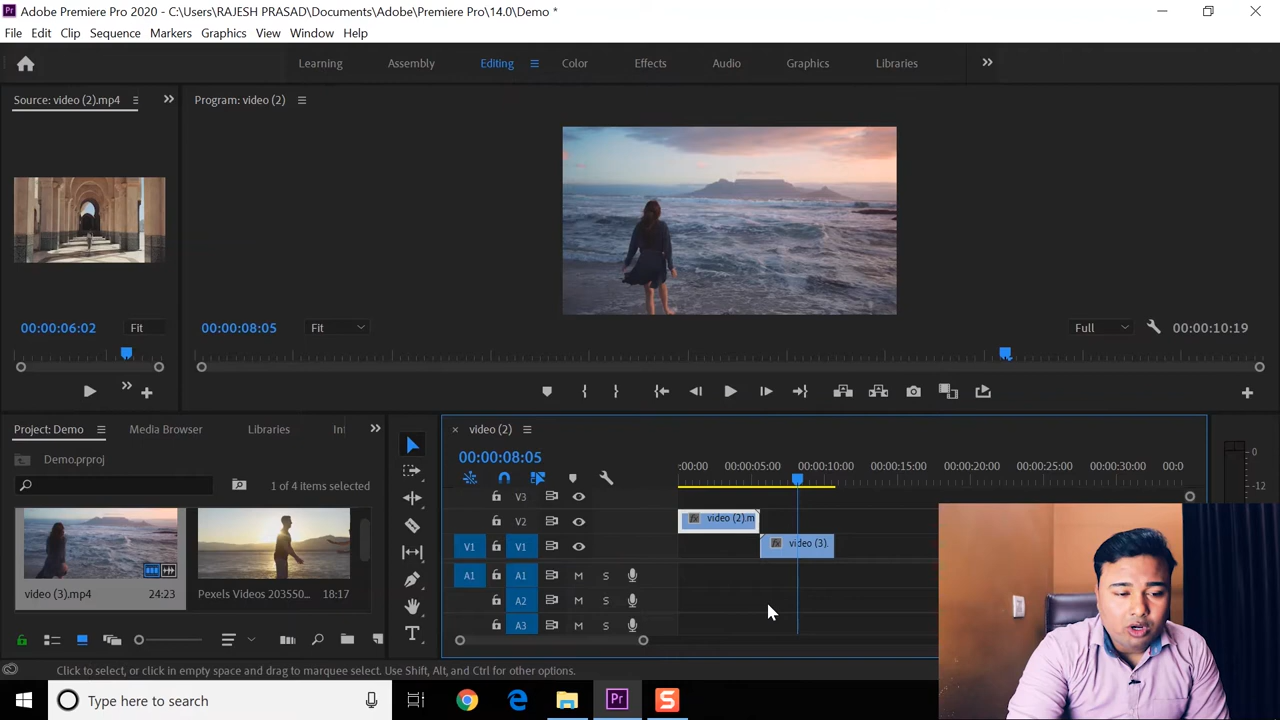 Pr Adobe Premiere Pro 2020 - C:\Users\RAJESH PRASAD\Documents\Adobe\Premiere Pro\14.0\Demo *
File Edit Clip Sequence Markers Graphics View Window Help
Learning Assembly Editing Color Effects Audio Graphics Libraries
Source: video (2).mp4
Program: video (2)
00:00:06:02 Fit
00:00:08:05 Fit Full 00:00:10:19
Project: Demo Media Browser Libraries In
Demo.prproj
1 of 4 items selected
video (3).mp4 24:23
Pexels Videos 203550... 18:17
video (2)
00:00:08:05
:00:00 00:00:05:00 00:00:10:00 00:00:15:00 00:00:20:00 00:00:25:00 00:00:30:00 00:0
V3
V2 video (2).m
V1 V1 video (3).
A1 A1 M S
A2 M S
A3 M S
0
-12
Click to select, or click in empty space and drag to marquee select. Use Shift, Alt, and Ctrl for other options.
Type here to search
Pr
S